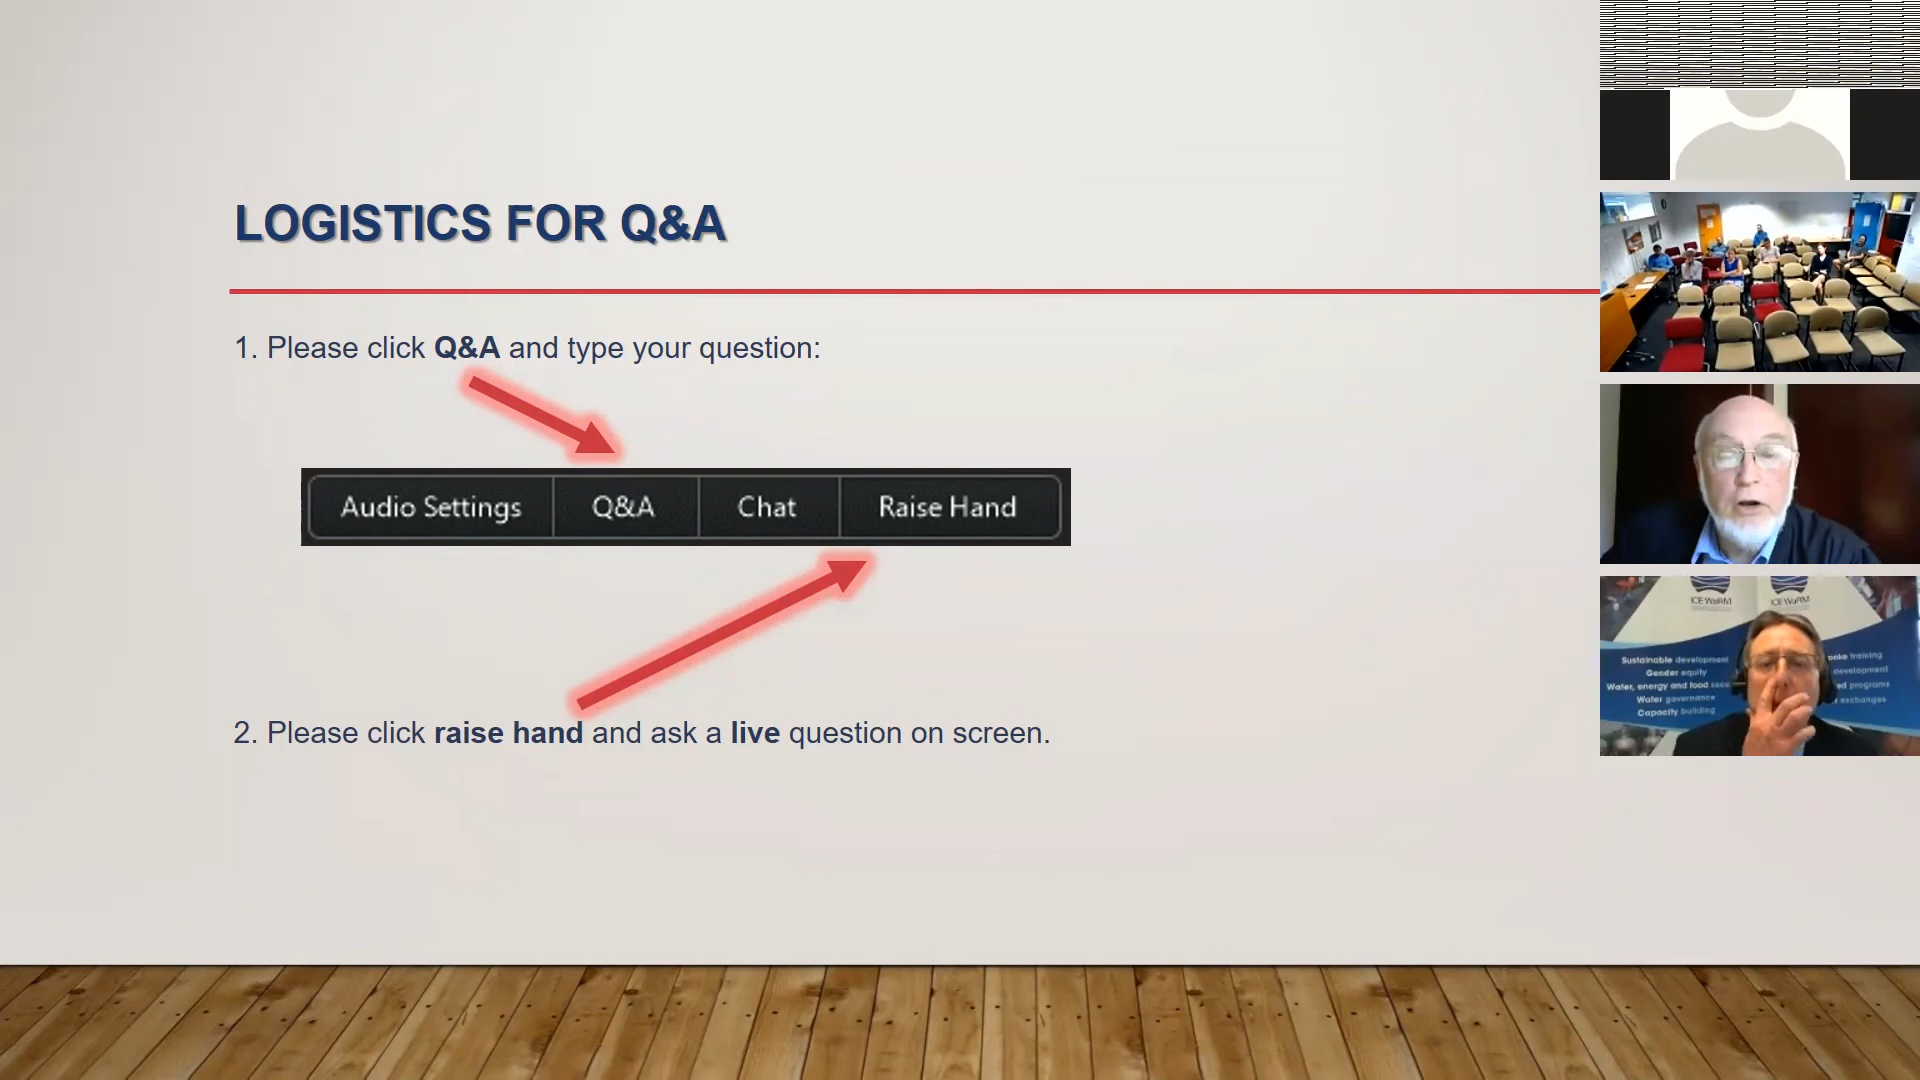 LOGISTICS FOR Q&A
1. Please click Q&A and type your question:
Audio Settings
Q&A
Chat
Raise Hand
2. Please click raise hand and ask a live question on screen.
ICE WaRM
ICE WaRM
Sustainable development
Gender equity
Water, energy and food
Water governance
Capacity building
training
development
programs
exchanges